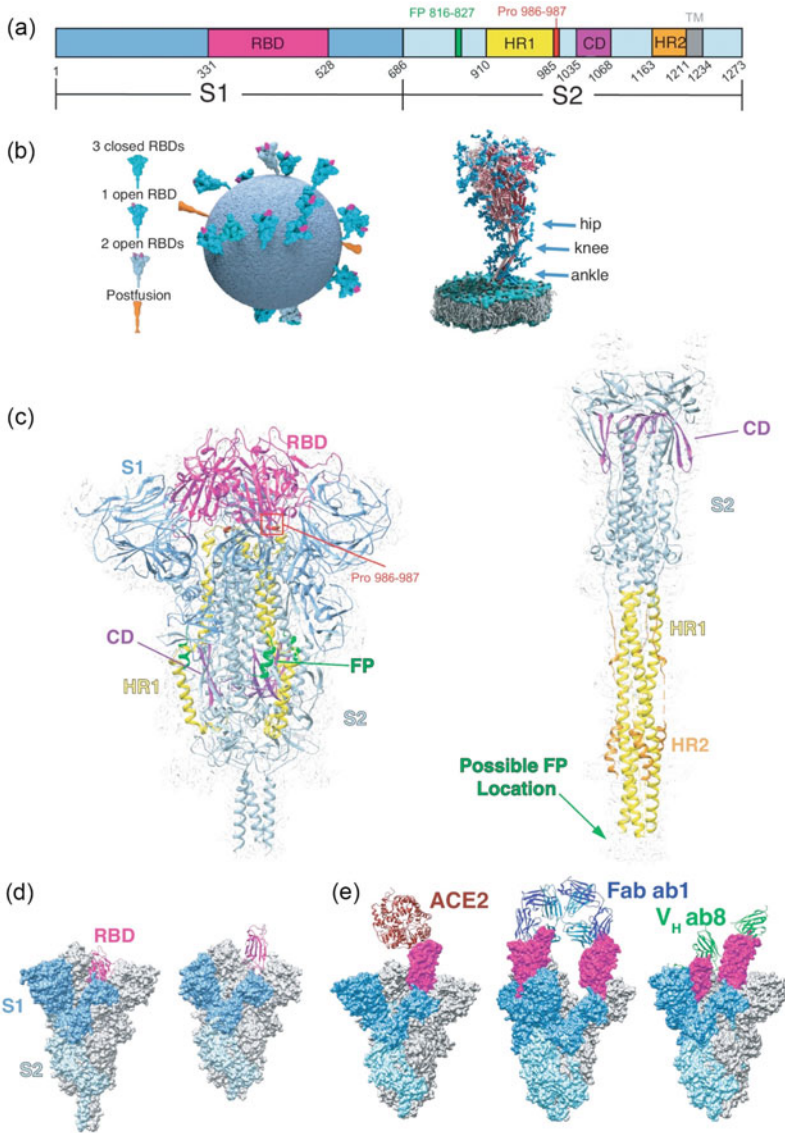 (a)
FP 816-827
Pro 986-987
TM
RBD
HR1
CD
HR2
1
331
528
686
910
985
1035
1068
1163
1211
1234
1273
S1
S2
(b)
3 closed RBDs
1 open RBD
2 open RBDs
Postfusion
hip
knee
ankle
(c)
RBD
S1
Pro 986-987
CD
FP
HR1
S2
CD
S2
HR1
HR2
Possible FP
Location
(d)
RBD
S1
S2
(e)
ACE2
Fab ab1
VH ab8